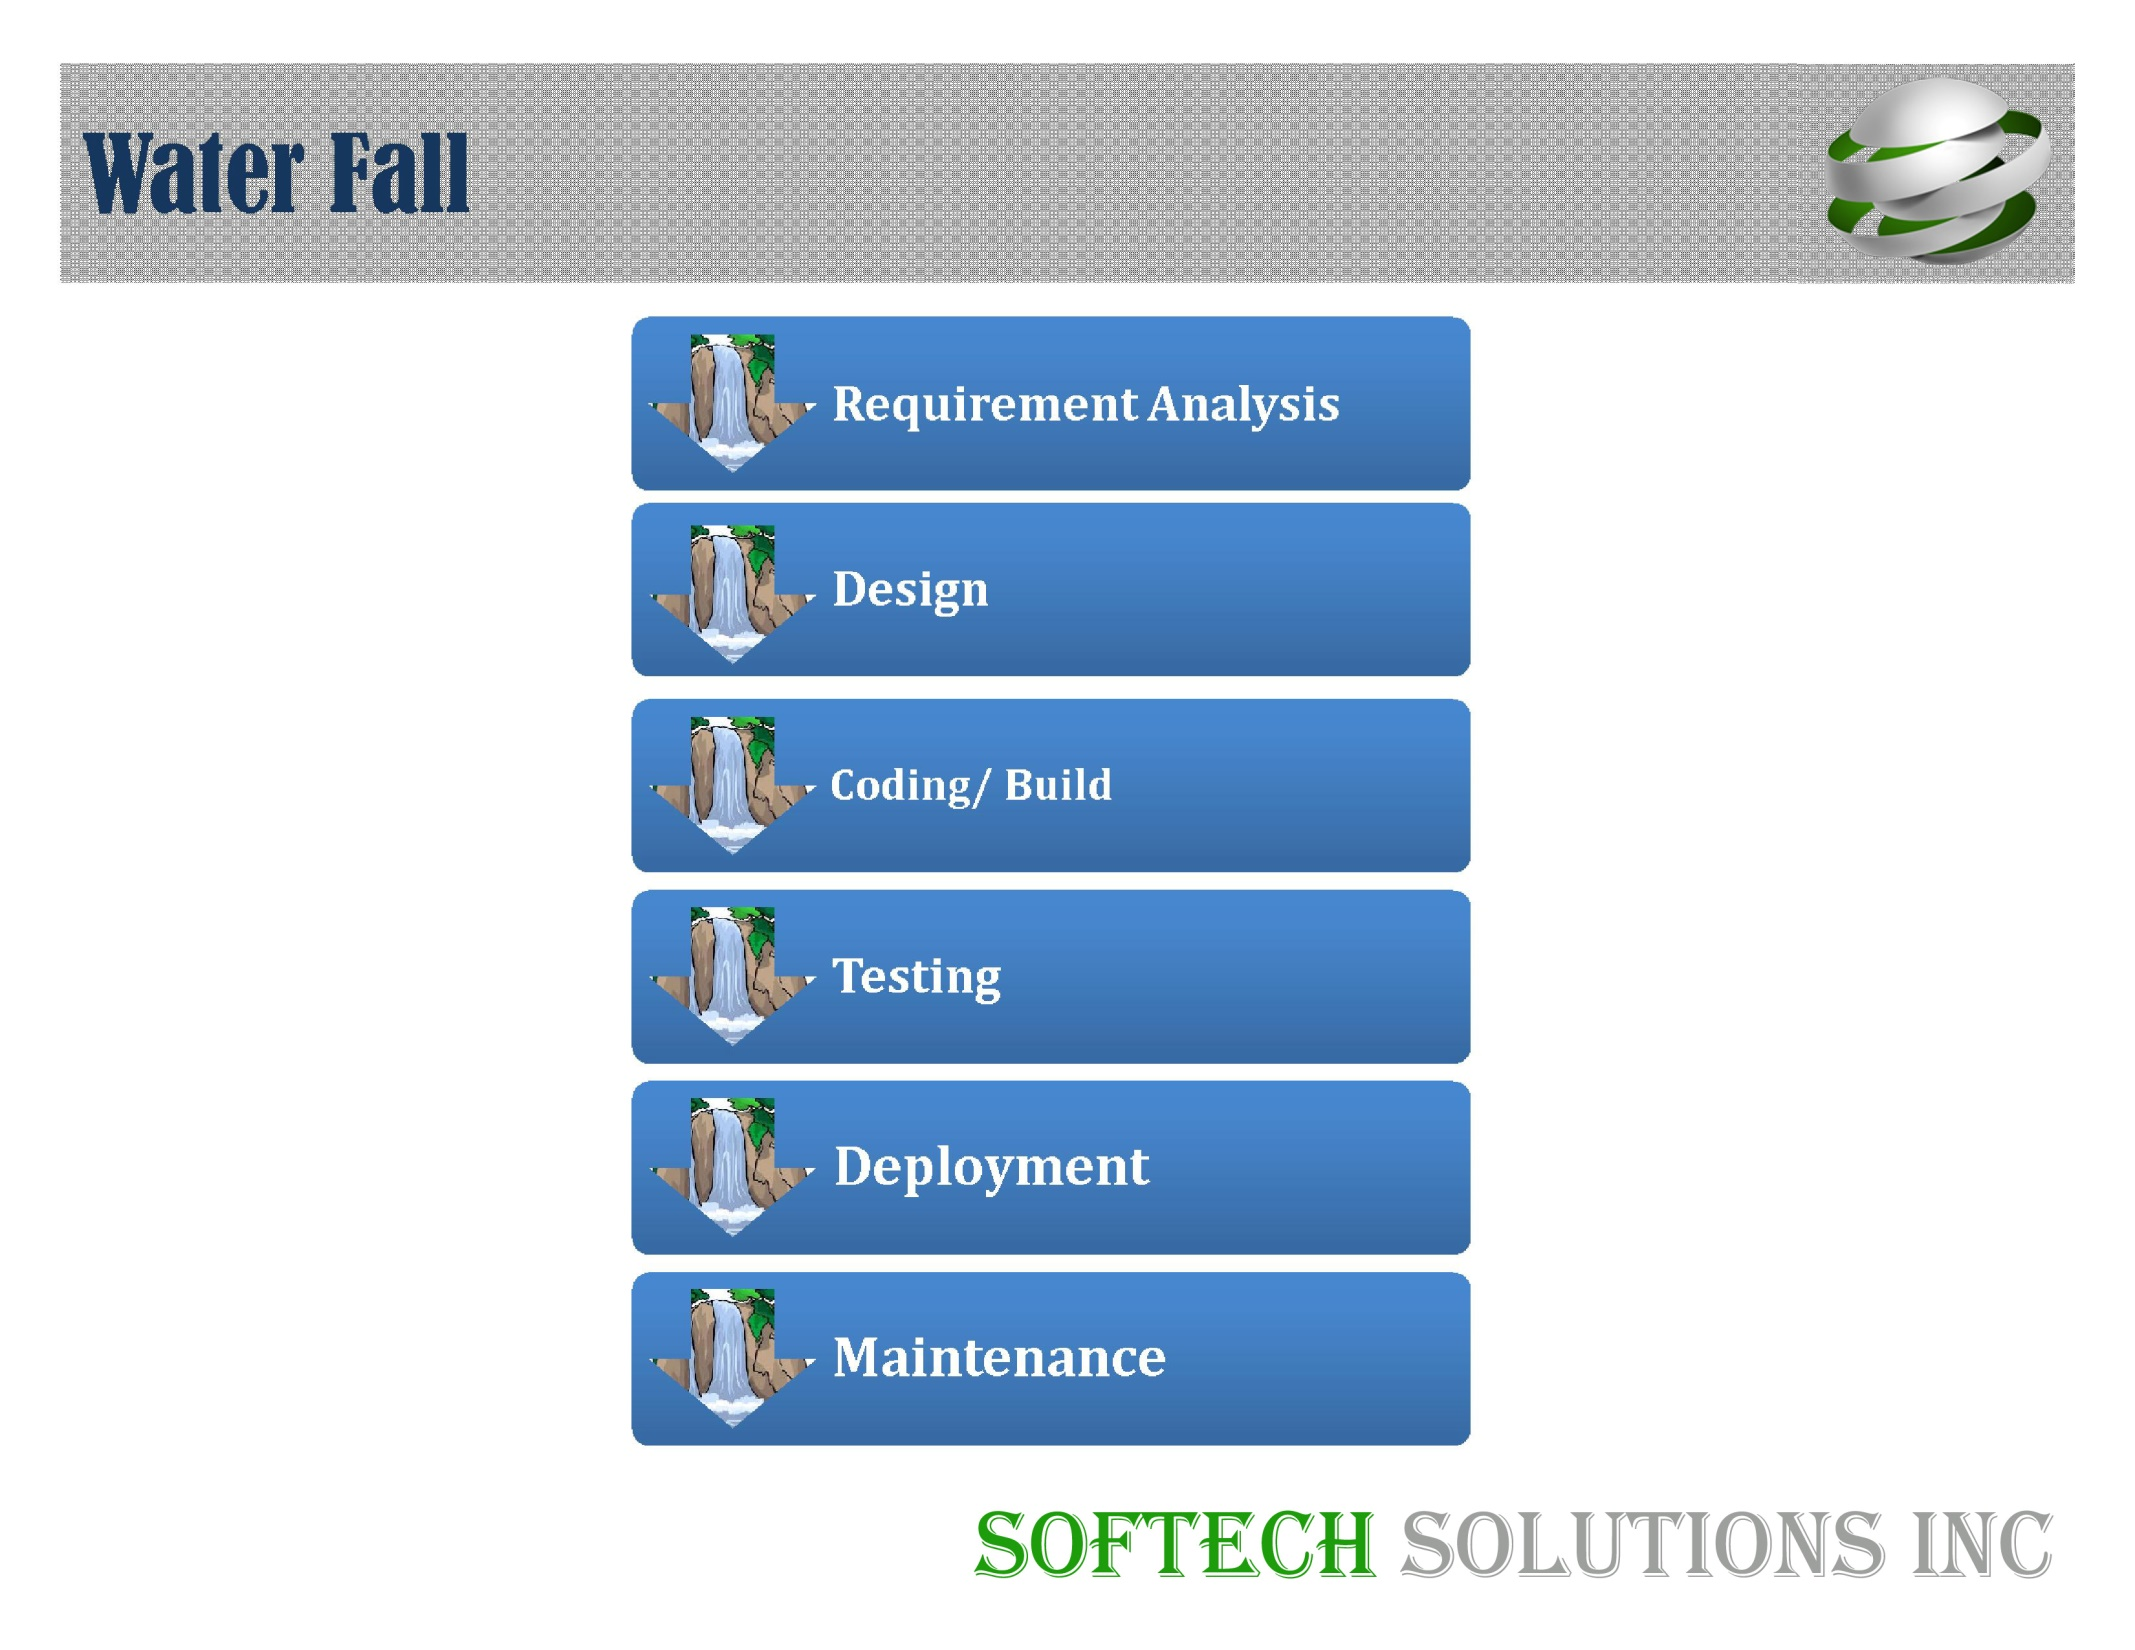 Water Fall
Requirement Analysis
Design
Coding/ Build
Testing
Deployment
Maintenance
SOFTECH SOLUTIONS INC